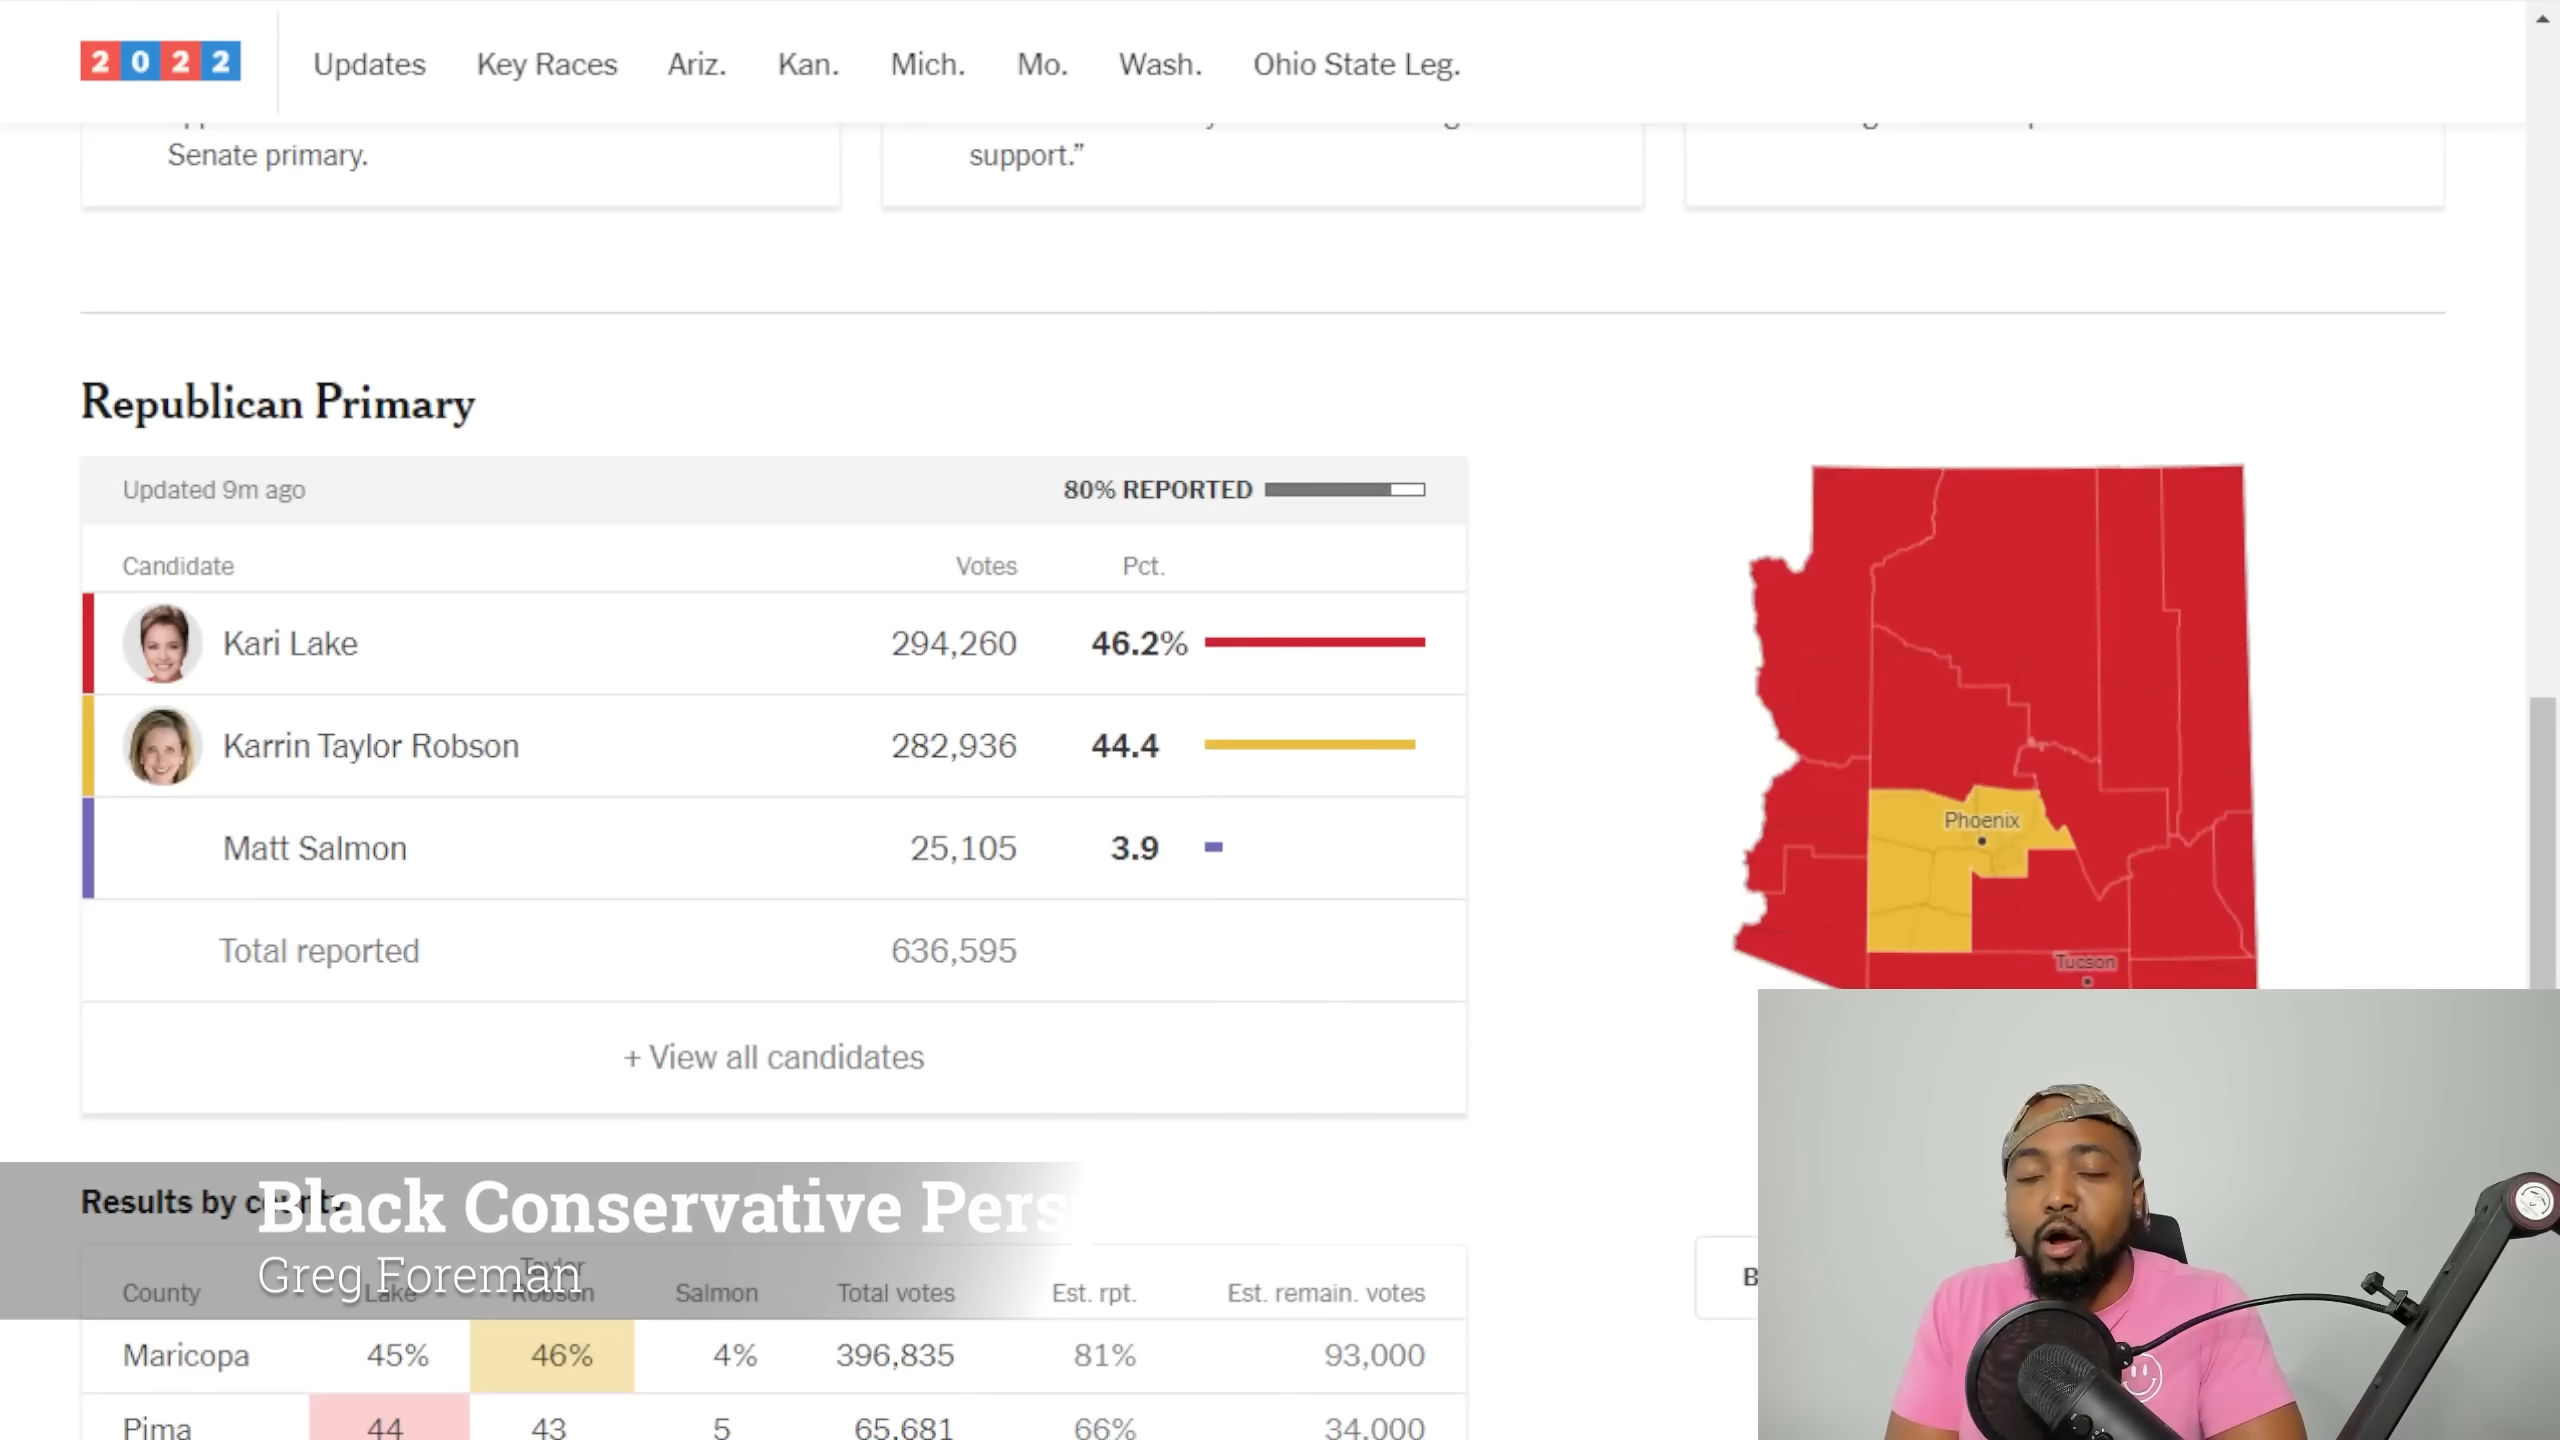 2022 Updates Key Races Ariz. Kan. Mich. Mo. Wash. Ohio State Leg.
Senate primary.
support.”
Republican Primary
Updated 9m ago 80% REPORTED
Candidate Votes Pct.
Kari Lake 294,260 46.2%
Karrin Taylor Robson 282,936 44.4
Matt Salmon 25,105 3.9
Total reported 636,595
+ View all candidates
Phoenix
Tucson
Results by county
Black Conservative Pers
Greg Foreman
County Lake Taylor Robson Salmon Total votes Est. rpt. Est. remain. votes
Maricopa 45% 46% 4% 396,835 81% 93,000
Pima 44 43 5 65,681 66% 34,000
B